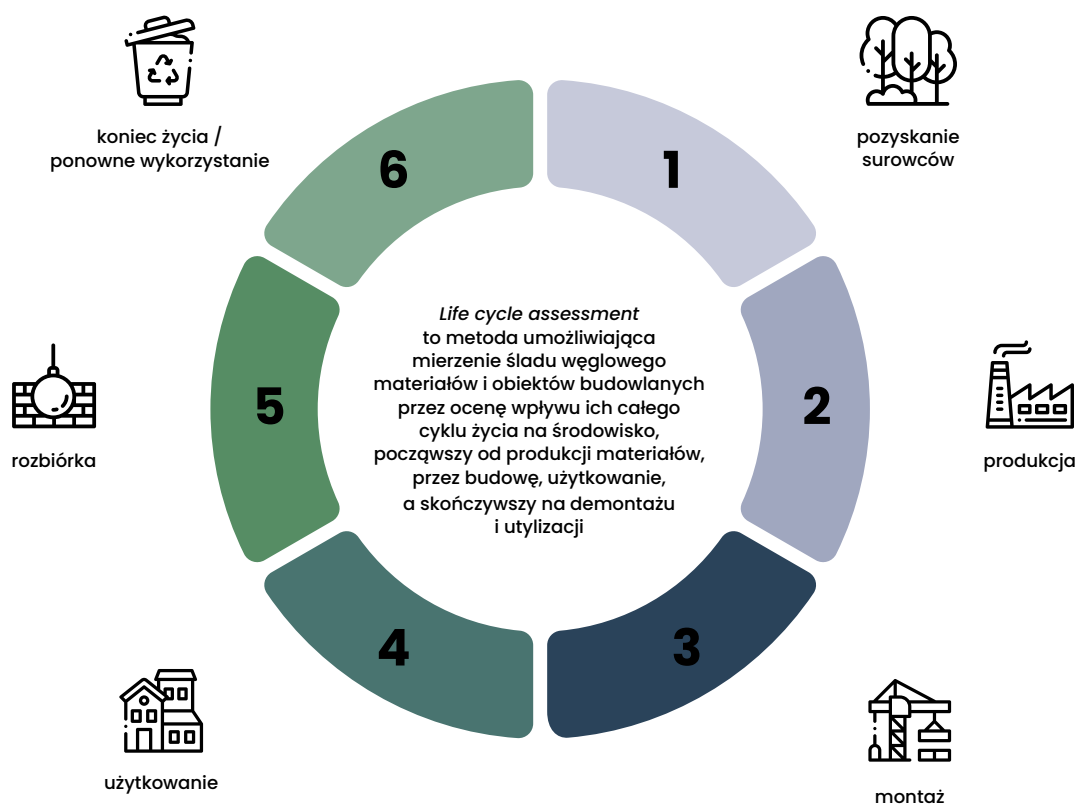 1
pozyskanie
surowców
2
produkcja
3
montaż
4
użytkowanie
5
rozbiórka
6
koniec życia /
ponowne wykorzystanie
Life cycle assessment
to metoda umożliwiająca
mierzenie śladu węglowego
materiałów i obiektów budowlanych
przez ocenę wpływu ich całego
cyklu życia na środowisko,
począwszy od produkcji materiałów,
przez budowę, użytkowanie,
a skończywszy na demontażu
i utylizacji